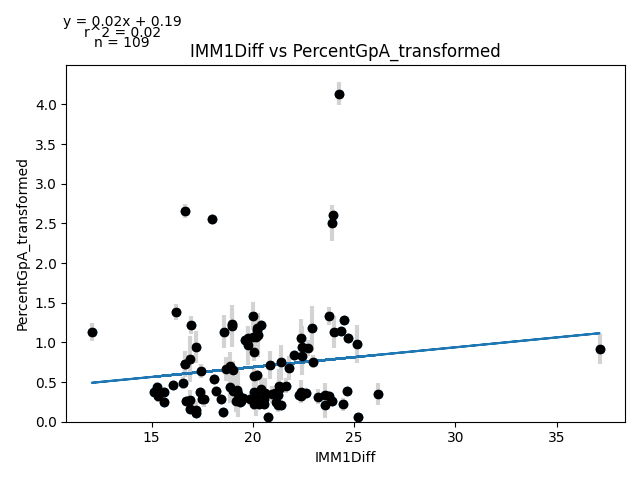 y = 0.02x + 0.19
r^2 = 0.02
n = 109
IMM1Diff vs PercentGpA_transformed
PercentGpA_transformed
4.0
3.5
3.0
2.5
2.0
1.5
1.0
0.5
0.0
15
20
25
30
35
IMM1Diff